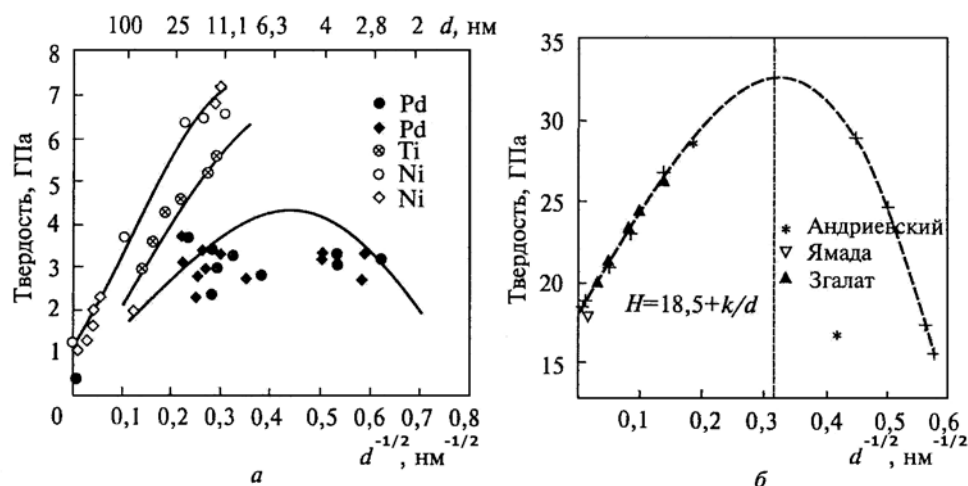 100 25 11,1 6,3 4 2,8 2 d, нм
Твердость, ГПа
8
7
6
5
4
3
2
1
0 0,1 0,2 0,3 0,4 0,5 0,6 0,7 0,8
Pd
Pd
Ti
Ni
Ni
d^-1/2, нм^-1/2
а
Твердость, ГПа
35
30
25
20
15
0,1 0,2 0,3 0,4 0,5 0,6
Андриевский
Ямада
Згалат
H=18,5+k/d
d^-1/2, нм^-1/2
б